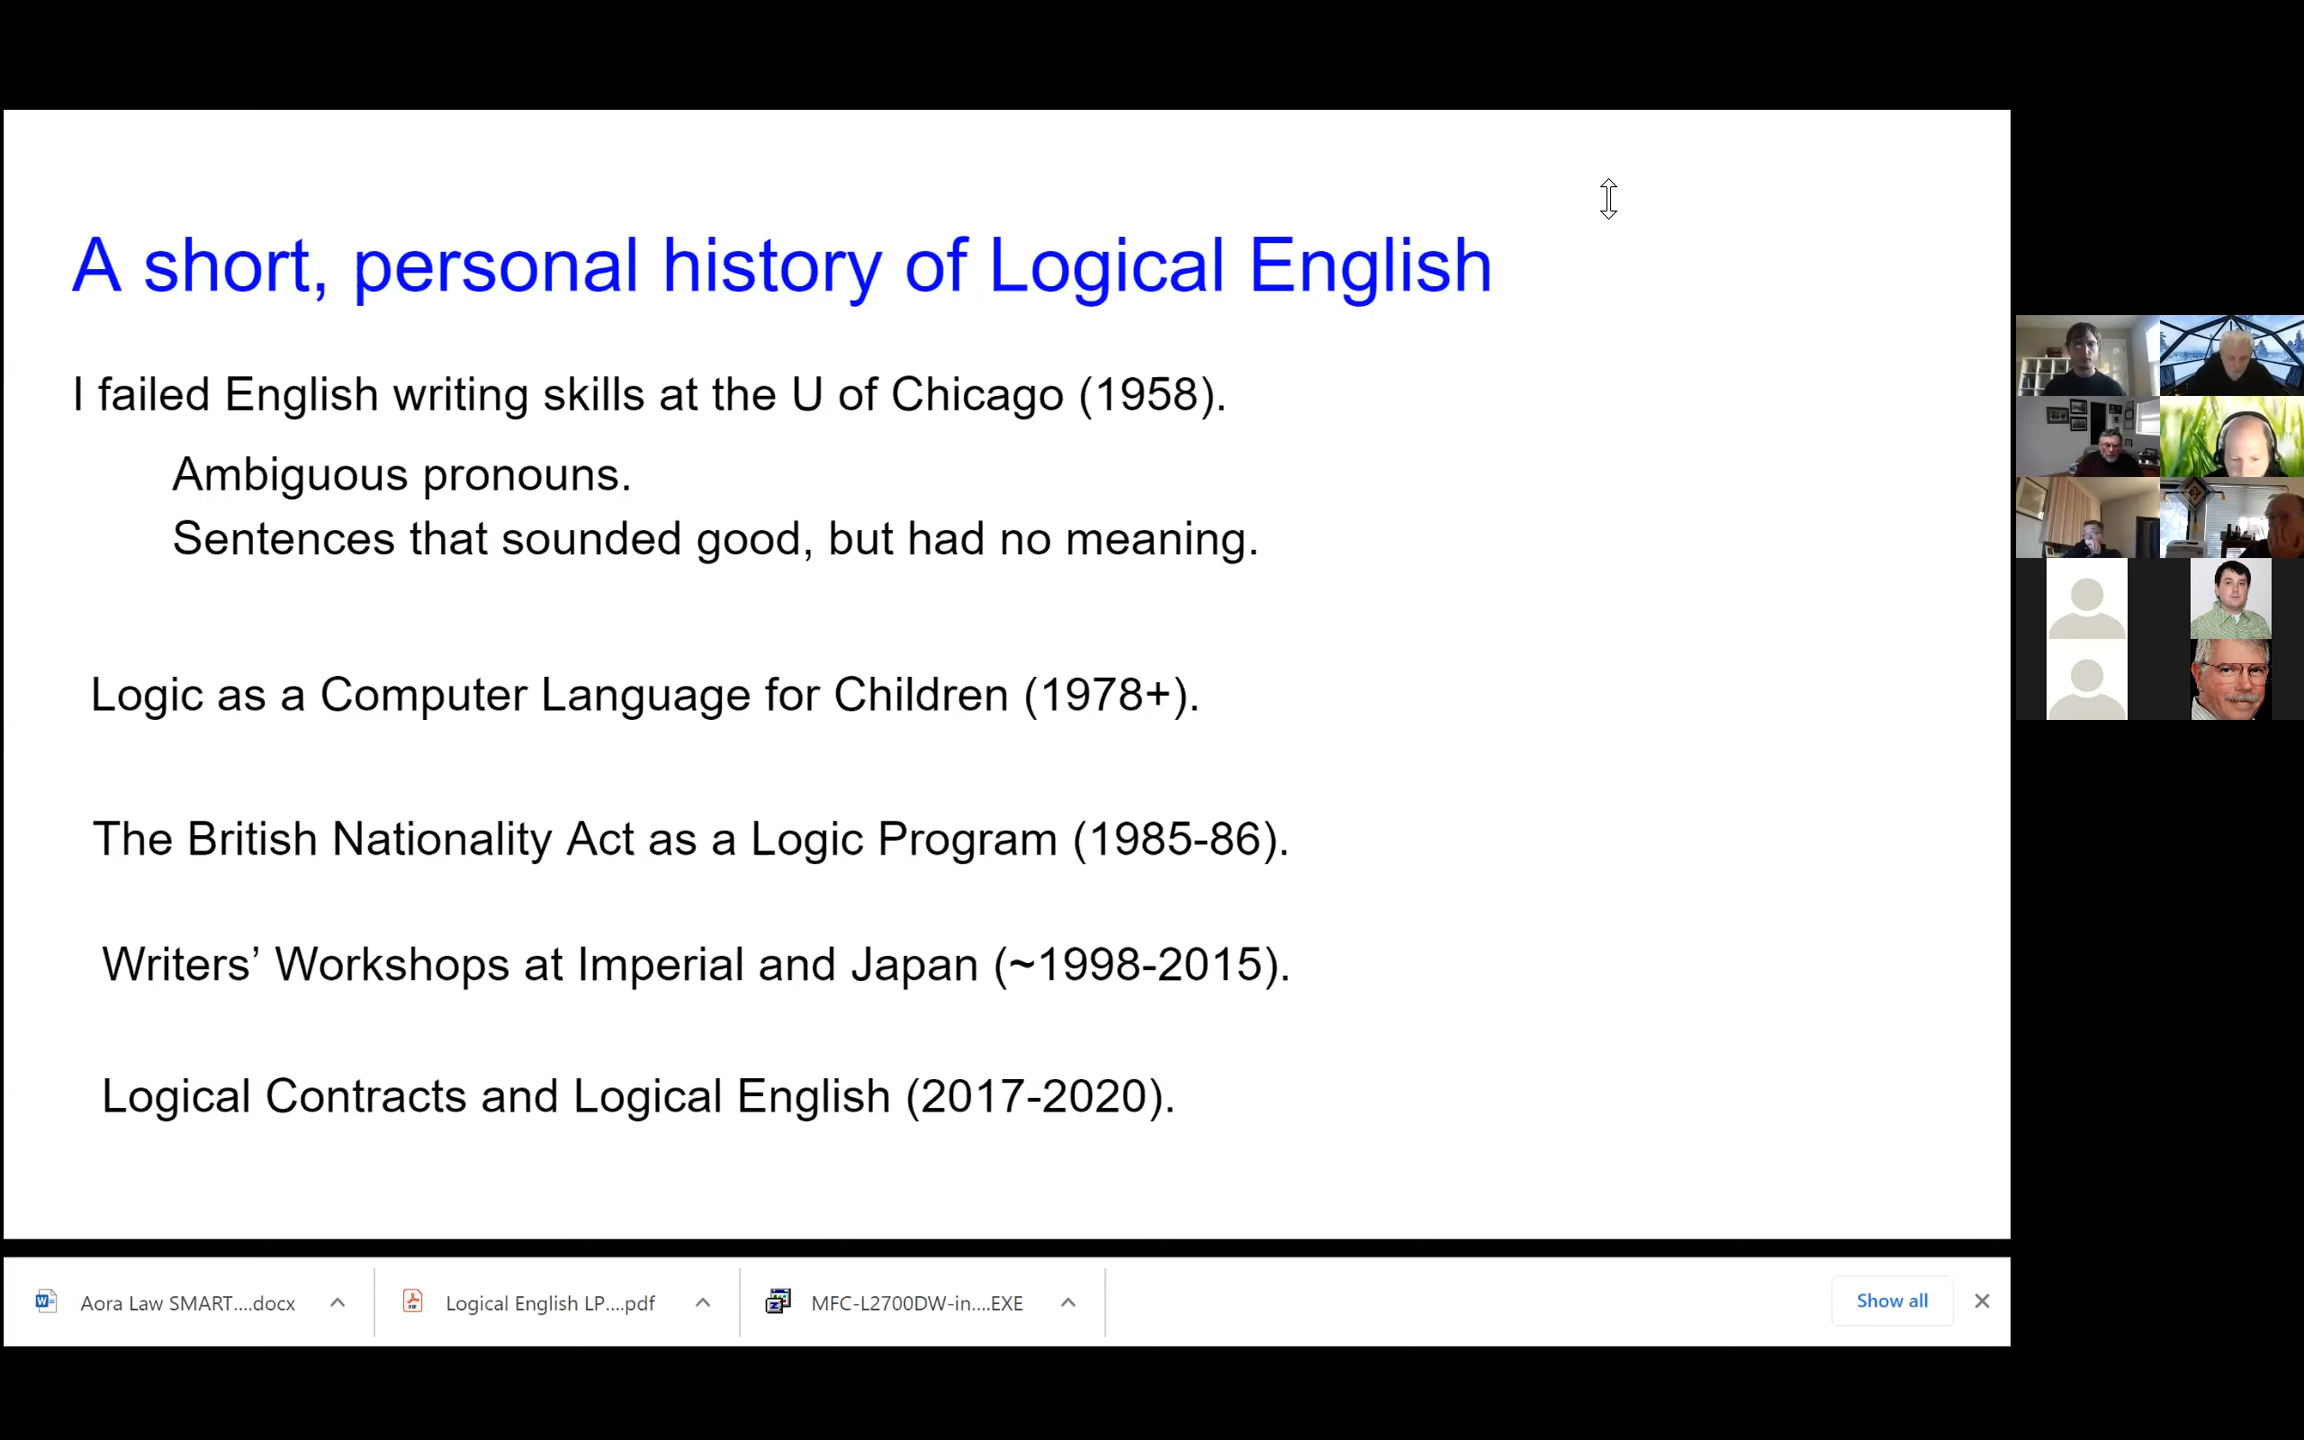 A short, personal history of Logical English
I failed English writing skills at the U of Chicago (1958).
Ambiguous pronouns.
Sentences that sounded good, but had no meaning.
Logic as a Computer Language for Children (1978+).
The British Nationality Act as a Logic Program (1985-86).
Writers’ Workshops at Imperial and Japan (~1998-2015).
Logical Contracts and Logical English (2017-2020).
Aora Law SMART....docx
Logical English LP....pdf
MFC-L2700DW-in....EXE
Show all